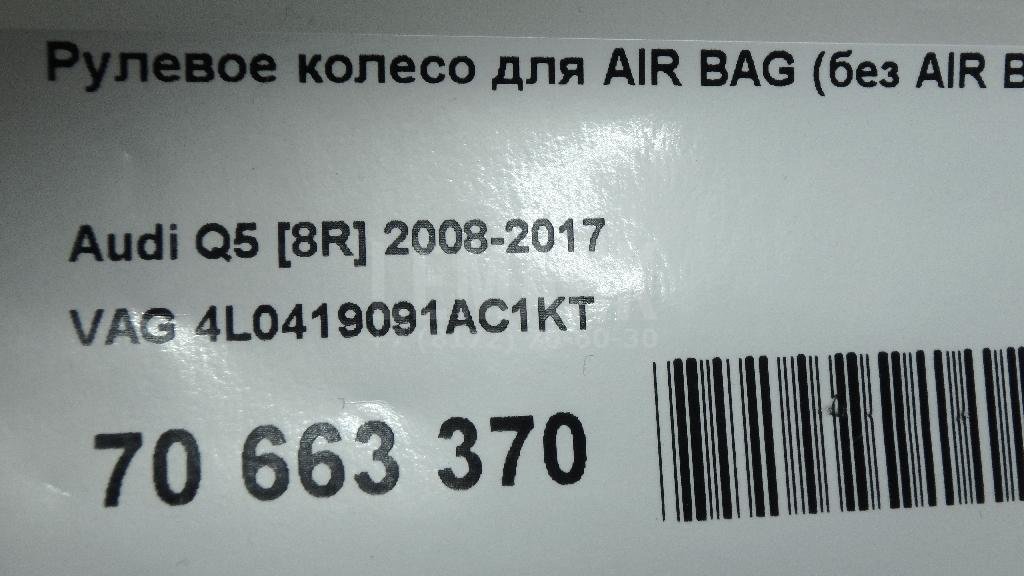 Рулевое колесо для AIR BAG (без AIR B
Audi Q5 [8R] 2008-2017
VAG 4L0419091AC1KT
70 663 370